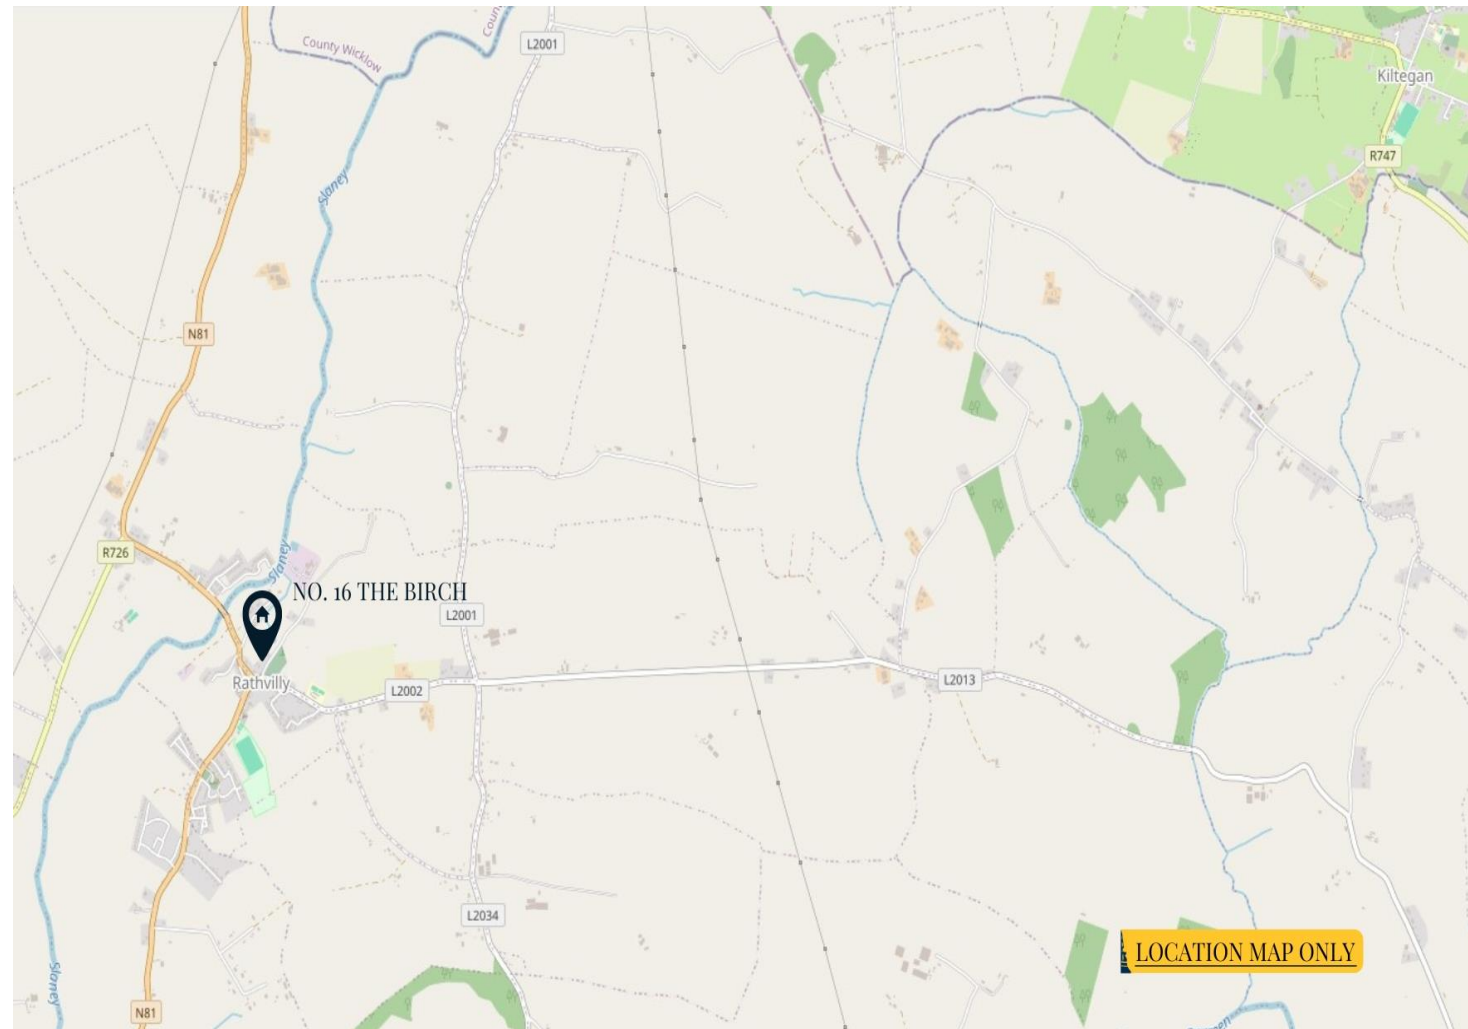 Coun
County Wicklow
L2001
Kiltegan
R747
Slaney
N81
R726
Slaney
NO. 16 THE BIRCH
L2001
Rathvilly
L2002
L2013
L2034
LOCATION MAP ONLY
Slaney
N81